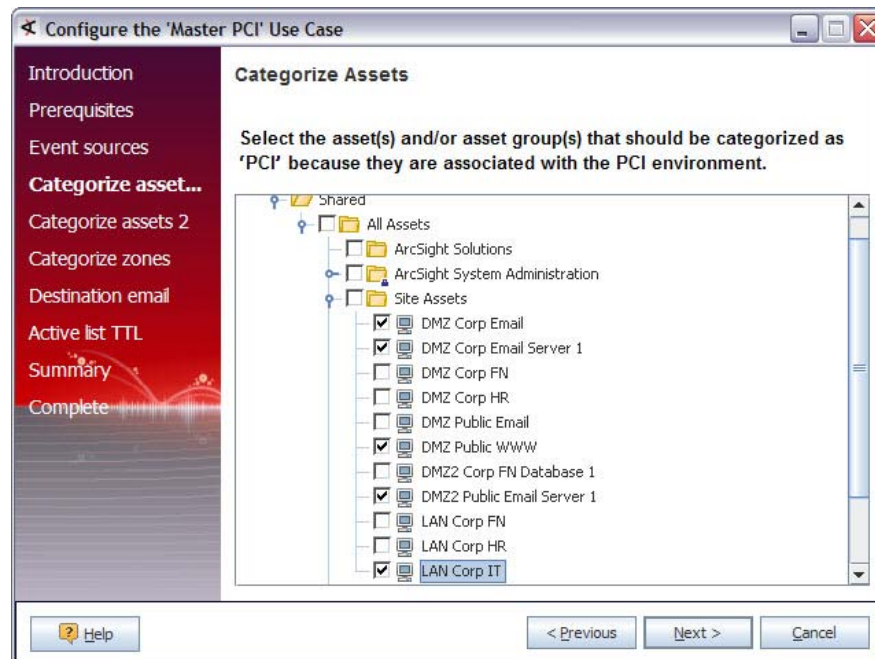 Configure the 'Master PCI' Use Case
Introduction
Prerequisites
Event sources
Categorize asset...
Categorize assets 2
Categorize zones
Destination email
Active list TTL
Summary
Complete
Categorize Assets
Select the asset(s) and/or asset group(s) that should be categorized as
'PCI' because they are associated with the PCI environment.
Shared
All Assets
ArcSight Solutions
ArcSight System Administration
Site Assets
DMZ Corp Email
DMZ Corp Email Server 1
DMZ Corp FN
DMZ Corp HR
DMZ Public Email
DMZ Public WWW
DMZ2 Corp FN Database 1
DMZ2 Public Email Server 1
LAN Corp FN
LAN Corp HR
LAN Corp IT
Help
< Previous
Next >
Cancel